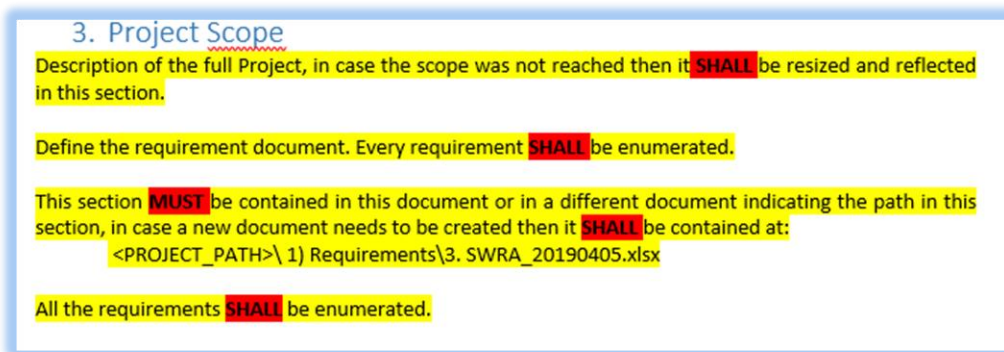 3. Project Scope
Description of the full Project, in case the scope was not reached then it SHALL be resized and reflected
in this section.
Define the requirement document. Every requirement SHALL be enumerated.
This section MUST be contained in this document or in a different document indicating the path in this
section, in case a new document needs to be created then it SHALL be contained at:
<PROJECT_PATH>\ 1) Requirements\3. SWRA_20190405.xlsx
All the requirements SHALL be enumerated.